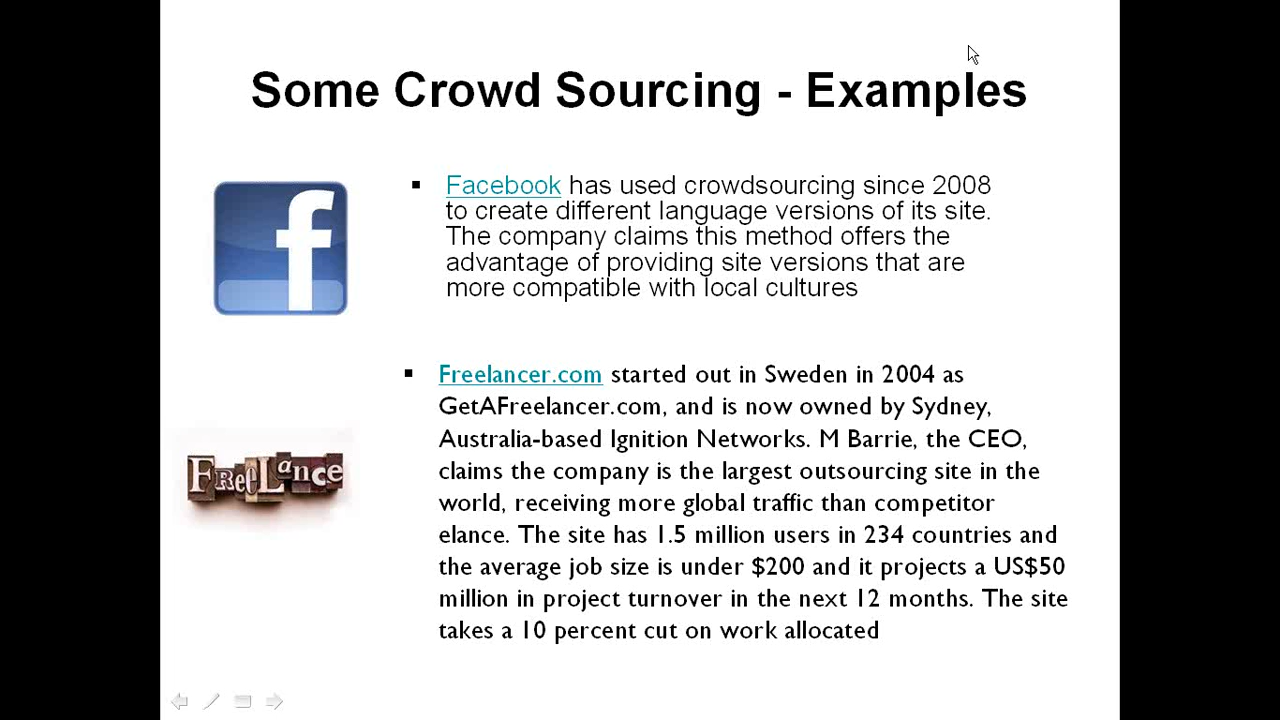 Some Crowd Sourcing - Examples
f
▪ Facebook has used crowdsourcing since 2008
to create different language versions of its site.
The company claims this method offers the
advantage of providing site versions that are
more compatible with local cultures
▪ Freelancer.com started out in Sweden in 2004 as
GetAFreelancer.com, and is now owned by Sydney,
Australia-based Ignition Networks. M Barrie, the CEO,
claims the company is the largest outsourcing site in the
world, receiving more global traffic than competitor
elance. The site has 1.5 million users in 234 countries and
the average job size is under $200 and it projects a US$50
million in project turnover in the next 12 months. The site
takes a 10 percent cut on work allocated
FreeLance